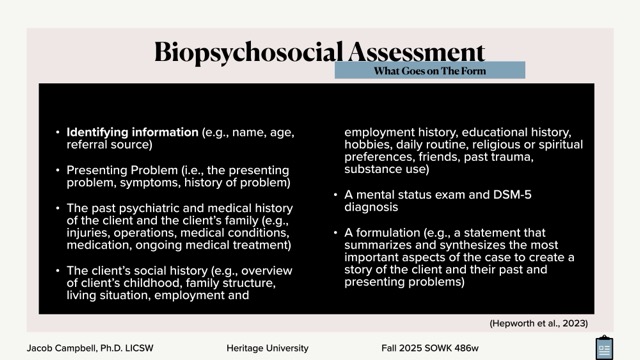 Biopsychosocial Assessment
What Goes on The Form
• Identifying information (e.g., name, age,
referral source)
• Presenting Problem (i.e., the presenting
problem, symptoms, history of problem)
• The past psychiatric and medical history
of the client and the client's family (e.g.,
injuries, operations, medical conditions,
medication, ongoing medical treatment)
• The client's social history (e.g., overview
of client's childhood, family structure,
living situation, employment and
employment history, educational history,
hobbies, daily routine, religious or spiritual
preferences, friends, past trauma,
substance use)
• A mental status exam and DSM-5
diagnosis
• A formulation (e.g., a statement that
summarizes and synthesizes the most
important aspects of the case to create a
story of the client and their past and
presenting problems)
(Hepworth et al., 2023)
Jacob Campbell, Ph.D. LICSW
Heritage University
Fall 2025 SOWK 486w